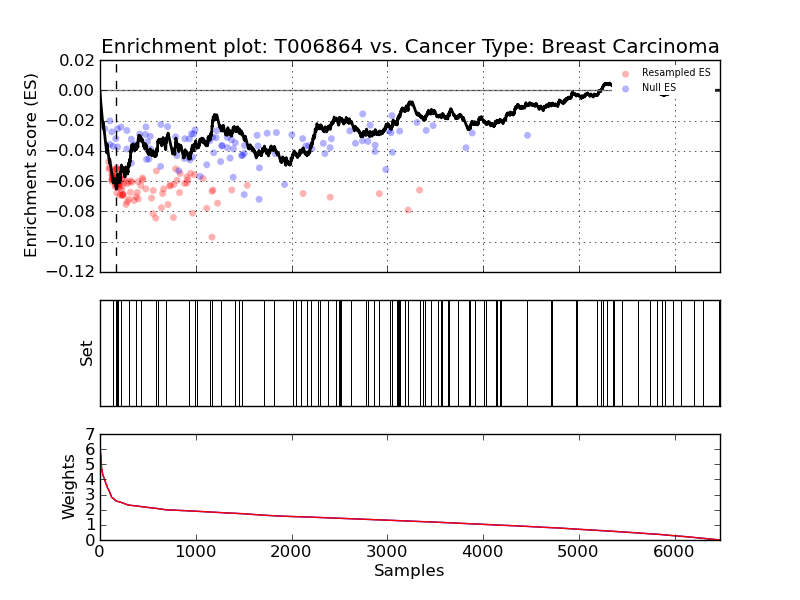 Enrichment plot: T006864 vs. Cancer Type: Breast Carcinoma
0.02
0.00
−0.02
−0.04
−0.06
−0.08
−0.10
−0.12
Enrichment score (ES)
Resampled ES
Null ES
Set
7
6
5
4
3
2
1
0
Weights
0 1000 2000 3000 4000 5000 6000
Samples